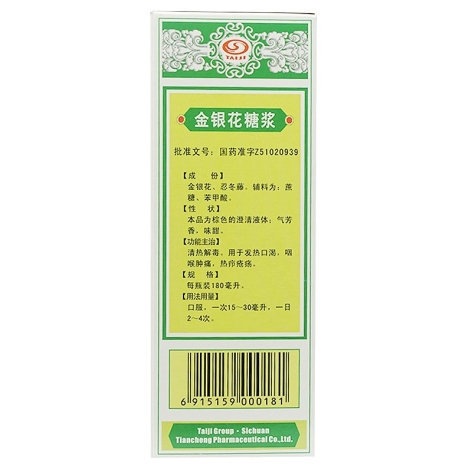 TAIJI
金银花糖浆
批准文号：国药准字Z51020939
【成 份】
金银花、忍冬藤。辅料为：蔗
糖、苯甲酸。
【性 状】
本品为棕色的澄清液体；气芳
香，味甜。
【功能主治】
清热解毒。用于发热口渴，咽
喉肿痛，热疖疮疡。
【规 格】
每瓶装180毫升。
【用法用量】
口服，一次15～30毫升，一日
2～4次。
6 915159 000181
Taiji Group · Sichuan
Tiancheng Pharmaceutical Co.,Ltd.